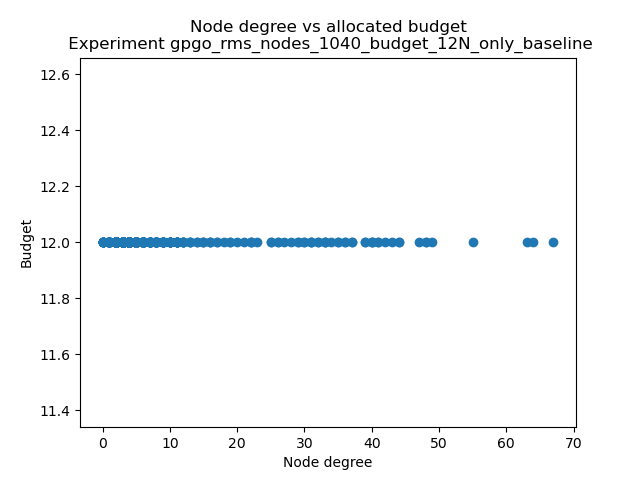 Node degree vs allocated budget
Experiment gpgo_rms_nodes_1040_budget_12N_only_baseline
12.6
12.4
12.2
12.0
11.8
11.6
11.4
Budget
0 10 20 30 40 50 60 70
Node degree